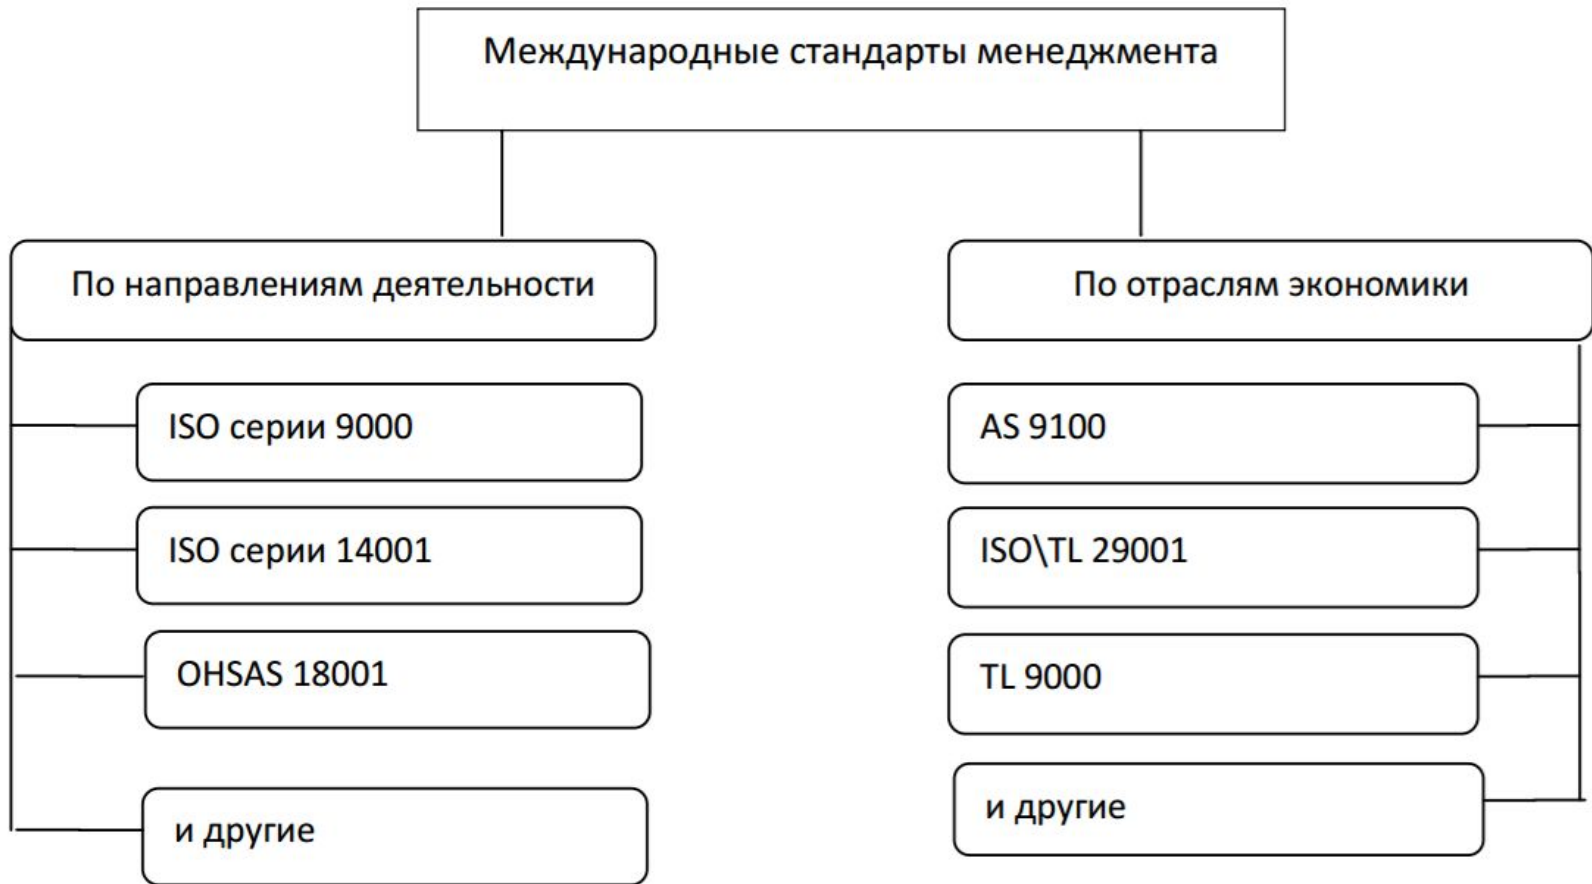 Международные стандарты менеджмента
По направлениям деятельности
ISO серии 9000
ISO серии 14001
OHSAS 18001
и другие
По отраслям экономики
AS 9100
ISO\TL 29001
TL 9000
и другие